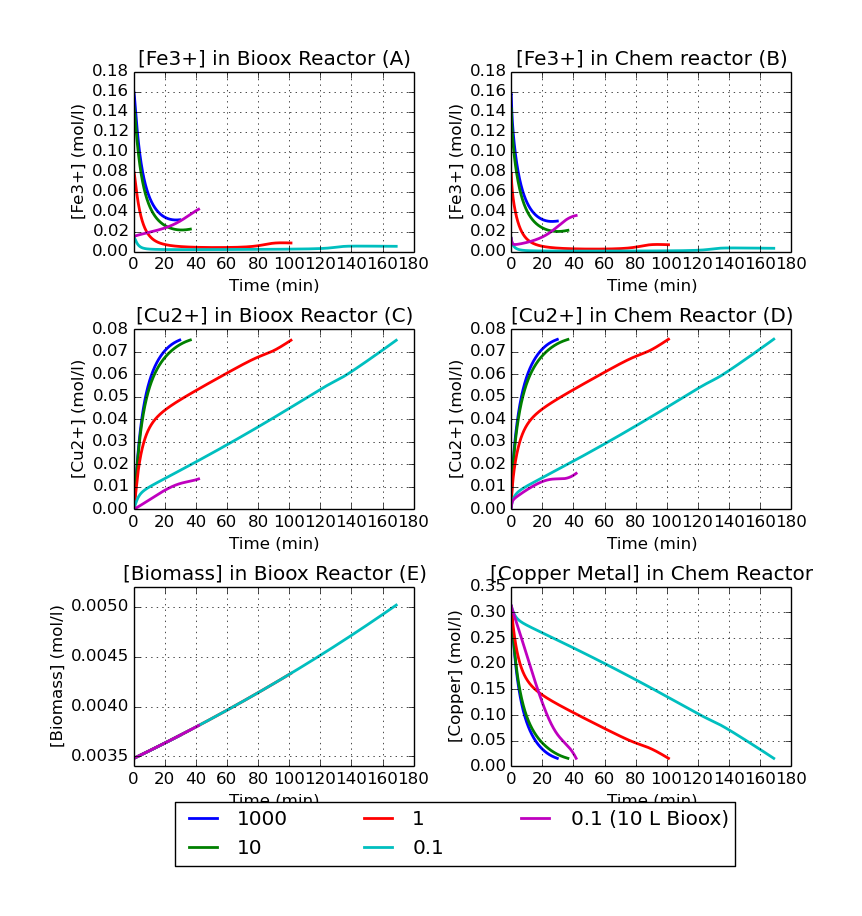 [Fe3+] in Bioox Reactor (A)
[Fe3+] in Chem reactor (B)
[Fe3+] (mol/l)
0.18
0.16
0.14
0.12
0.10
0.08
0.06
0.04
0.02
0.00
0 20 40 60 80 100 120 140 160 180
Time (min)
[Fe3+] (mol/l)
0.18
0.16
0.14
0.12
0.10
0.08
0.06
0.04
0.02
0.00
0 20 40 60 80 100 120 140 160 180
Time (min)
[Cu2+] in Bioox Reactor (C)
[Cu2+] in Chem Reactor (D)
[Cu2+] (mol/l)
0.08
0.07
0.06
0.05
0.04
0.03
0.02
0.01
0.00
0 20 40 60 80 100 120 140 160 180
Time (min)
[Cu2+] (mol/l)
0.08
0.07
0.06
0.05
0.04
0.03
0.02
0.01
0.00
0 20 40 60 80 100 120 140 160 180
Time (min)
[Biomass] in Bioox Reactor (E)
[Copper Metal] in Chem Reactor
[Biomass] (mol/l)
0.0050
0.0045
0.0040
0.0035
0 20 40 60 80 100 120 140 160 180
Time (min)
[Copper] (mol/l)
0.35
0.30
0.25
0.20
0.15
0.10
0.05
0.00
0 20 40 60 80 100 120 140 160 180
Time (min)
1000
10
1
0.1
0.1 (10 L Bioox)